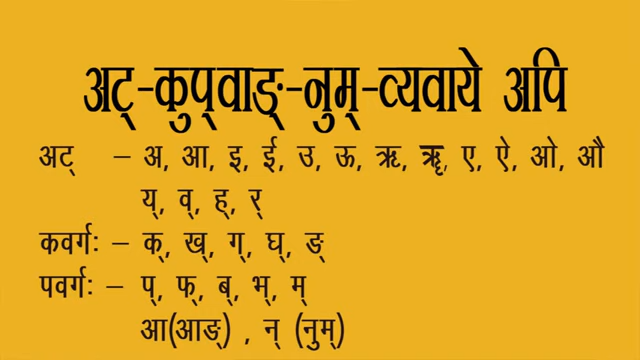 अट्-कुप्वाङ्-नुम्-व्यवाये अपि
अट् – अ, आ, इ, ई, उ, ऊ, ऋ, ॠ, ए, ऐ, ओ, औ
य्, व्, ह्, र्
कवर्गः – क्, ख्, ग्, घ्, ङ्
पवर्गः – प्, फ्, ब्, भ्, म्
आ(आङ्) , न् (नुम्)